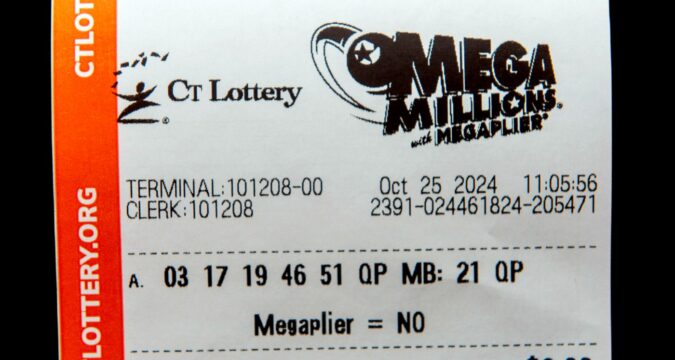 CTLOT
LOTTERY.ORG
CT Lottery
®
MEGA
MILLIONS®
with MEGAPLIER®
TERMINAL:101208-00 Oct 25 2024 11:05:56
CLERK:101208 2391-024461824-205471
A. 03 17 19 46 51 QP MB: 21 QP
Megaplier = NO